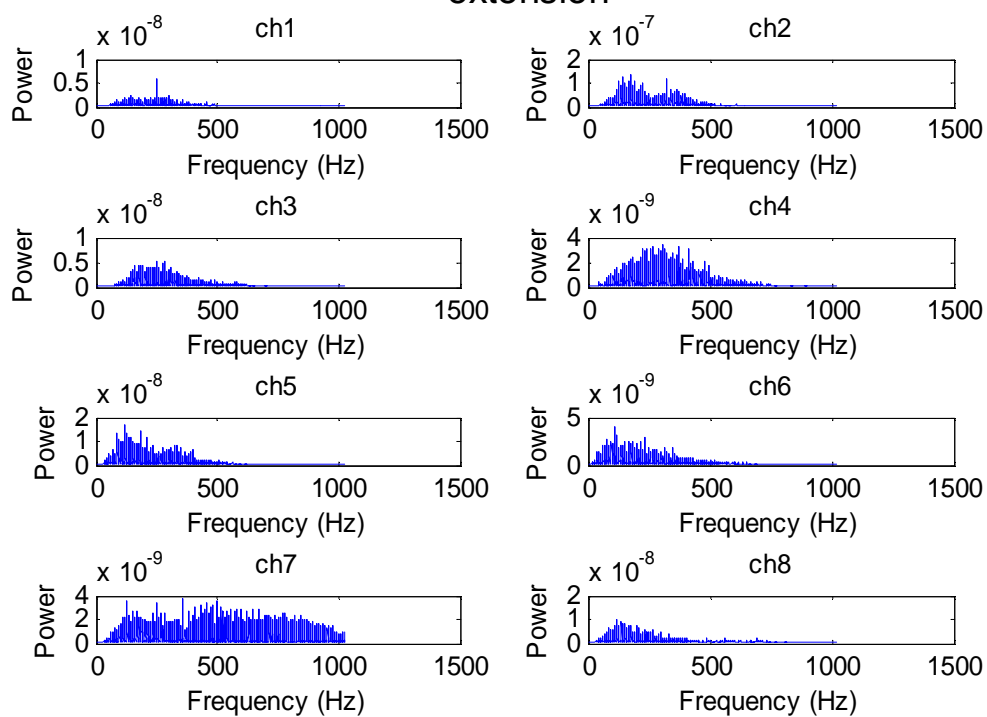 extension
x 10^-8 ch1
Power
1
0.5
0
0 500 1000 1500
Frequency (Hz)
x 10^-7 ch2
Power
2
1
0
0 500 1000 1500
Frequency (Hz)
x 10^-8 ch3
Power
1
0.5
0
0 500 1000 1500
Frequency (Hz)
x 10^-9 ch4
Power
4
2
0
0 500 1000 1500
Frequency (Hz)
x 10^-8 ch5
Power
2
1
0
0 500 1000 1500
Frequency (Hz)
x 10^-9 ch6
Power
5
0
0 500 1000 1500
Frequency (Hz)
x 10^-9 ch7
Power
4
2
0
0 500 1000 1500
Frequency (Hz)
x 10^-8 ch8
Power
2
1
0
0 500 1000 1500
Frequency (Hz)